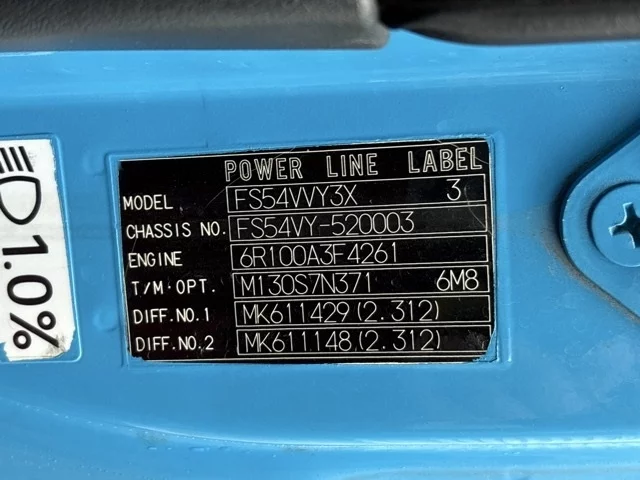 POWER LINE LABEL
MODEL FS54VVY3X 3
CHASSIS NO. FS54VY-520003
ENGINE 6R100A3F4261
T/M·OPT. M130S7N371 6M8
DIFF.NO.1 MK611429(2.312)
DIFF.NO.2 MK611148(2.312)
1.0%